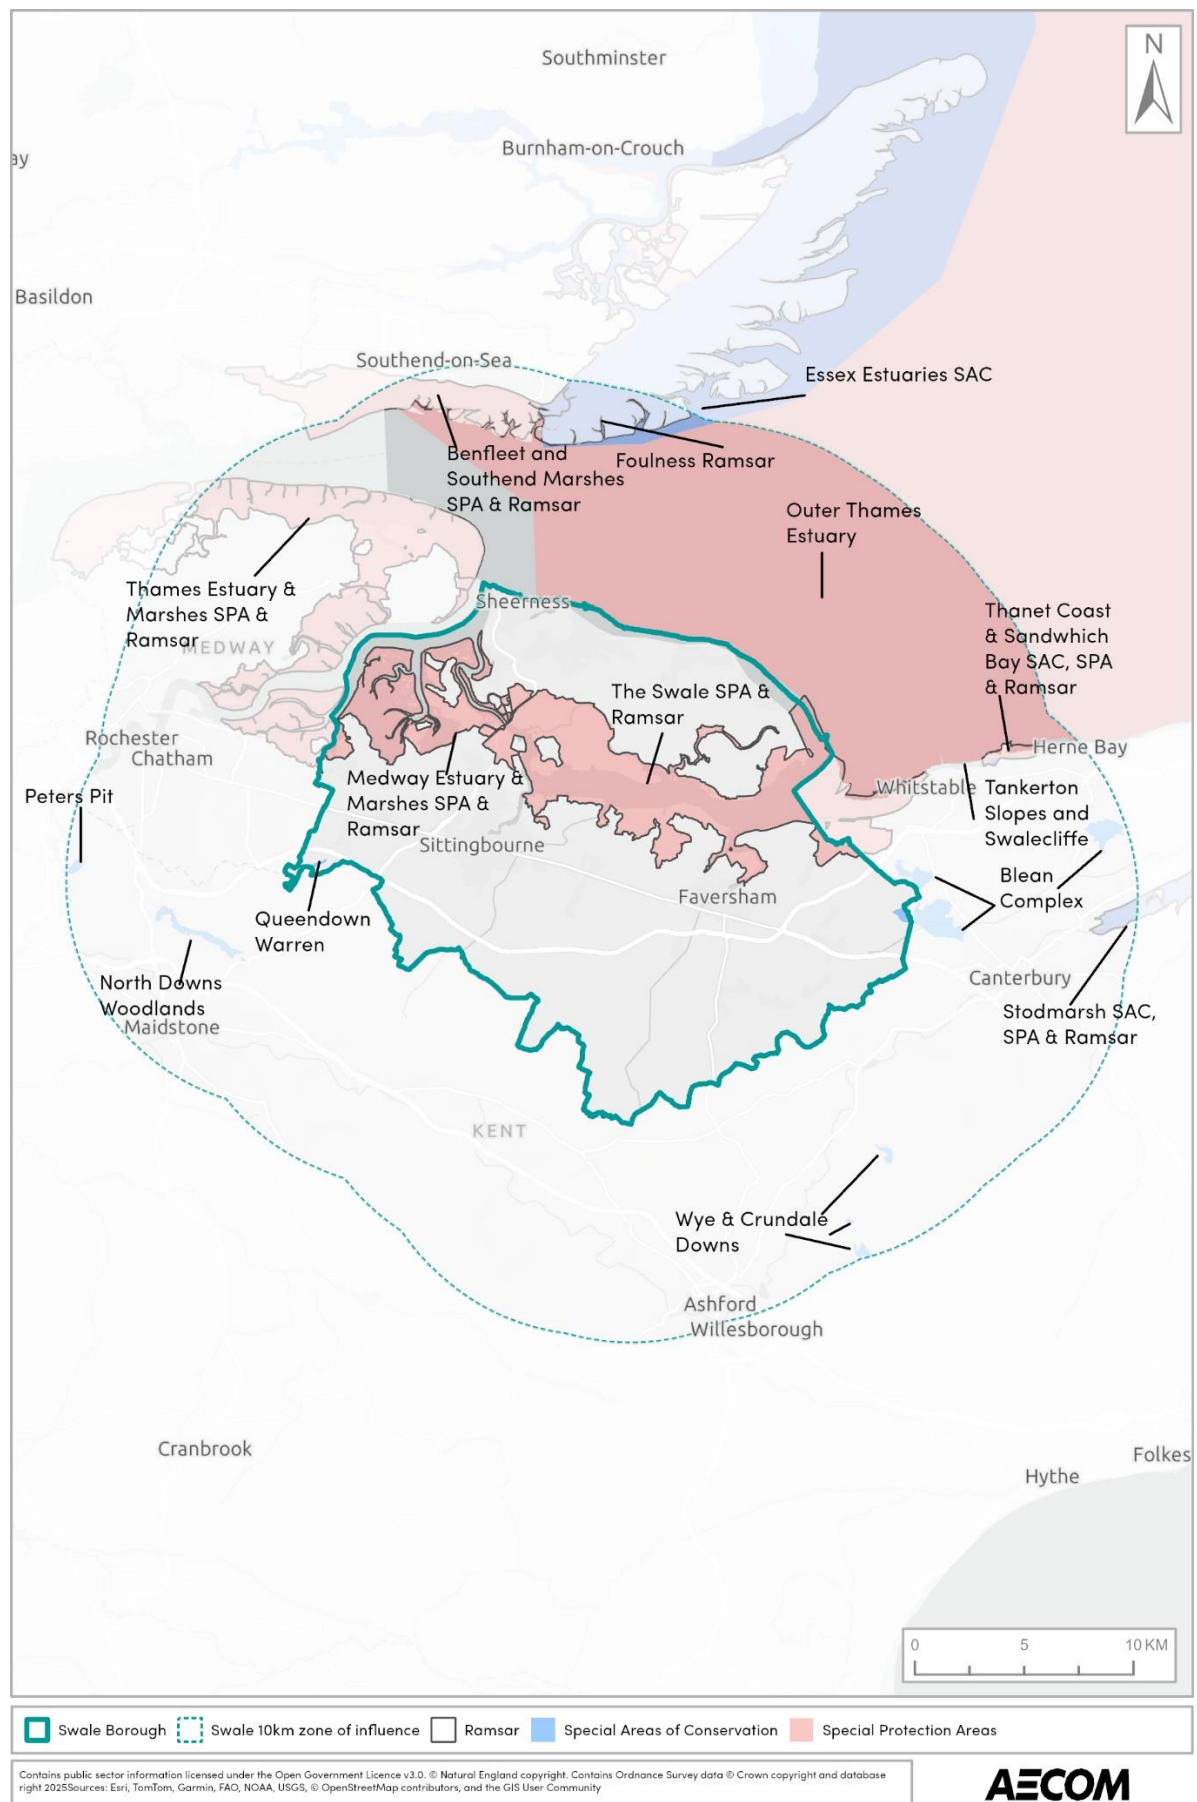 N
Southminster
Burnham-on-Crouch
ay
Basildon
Southend-on-Sea
Essex Estuaries SAC
Benfleet and
Southend Marshes
SPA & Ramsar
Foulness Ramsar
Outer Thames
Estuary
Thames Estuary &
Marshes SPA &
Ramsar
MEDWAY
Sheerness
Thanet Coast
& Sandwhich
Bay SAC, SPA
& Ramsar
The Swale SPA &
Ramsar
Rochester
Chatham
Herne Bay
Peters Pit
Medway Estuary &
Marshes SPA &
Ramsar
Whitstable
Tankerton
Slopes and
Swalecliffe
Sittingbourne
Blean
Complex
Faversham
Queendown
Warren
North Downs
Woodlands
Maidstone
Canterbury
Stodmarsh SAC,
SPA & Ramsar
KENT
Wye & Crundale
Downs
Ashford
Willesborough
Cranbrook
Folkes
Hythe
0 5 10 KM
Swale Borough
Swale 10km zone of influence
Ramsar
Special Areas of Conservation
Special Protection Areas
Contains public sector information licensed under the Open Government Licence v3.0. © Natural England copyright. Contains Ordnance Survey data © Crown copyright and database
right 2025Sources: Esri, TomTom, Garmin, FAO, NOAA, USGS, © OpenStreetMap contributors, and the GIS User Community
AECOM